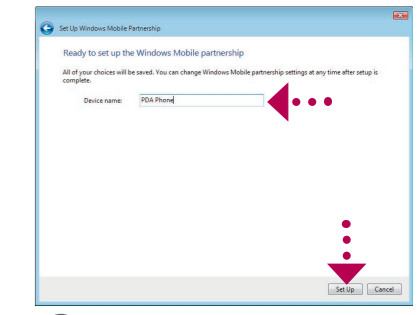 Set Up Windows Mobile Partnership
Ready to set up the Windows Mobile partnership
All of your choices will be saved. You can change Windows Mobile partnership settings at any time after setup is
complete.
Device name: PDA Phone
Set Up Cancel